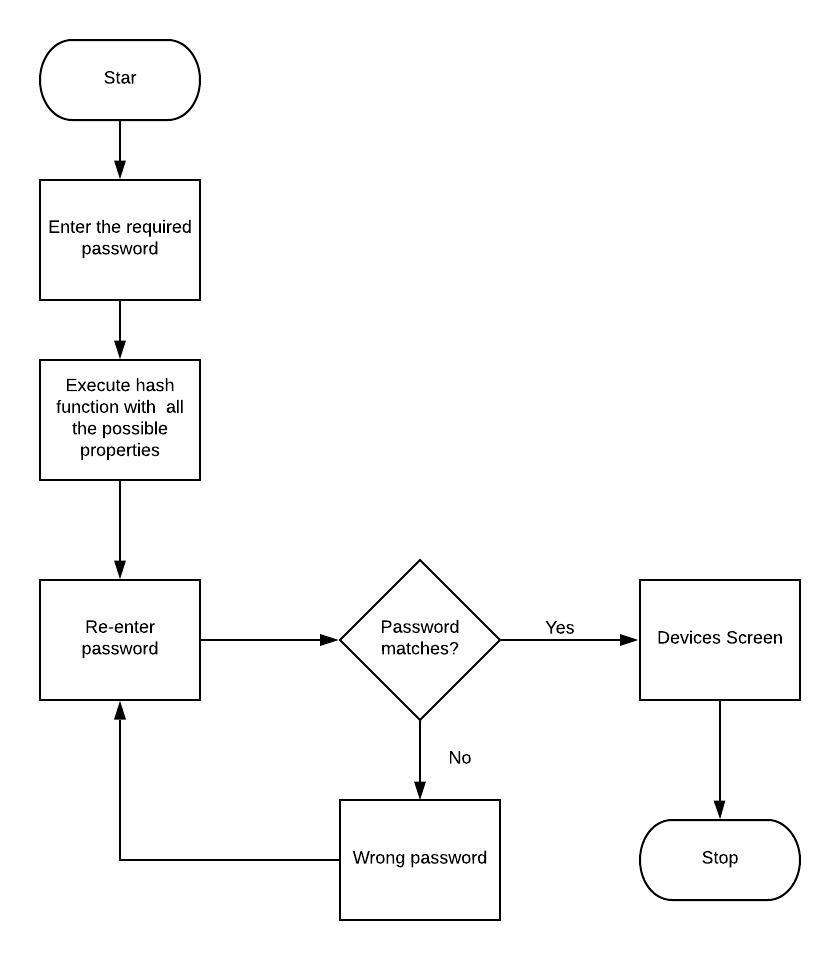 Star
Enter the required
password
Execute hash
function with  all
the possible
properties
Re-enter
password
Password
matches?
Yes
Devices Screen
No
Wrong password
Stop